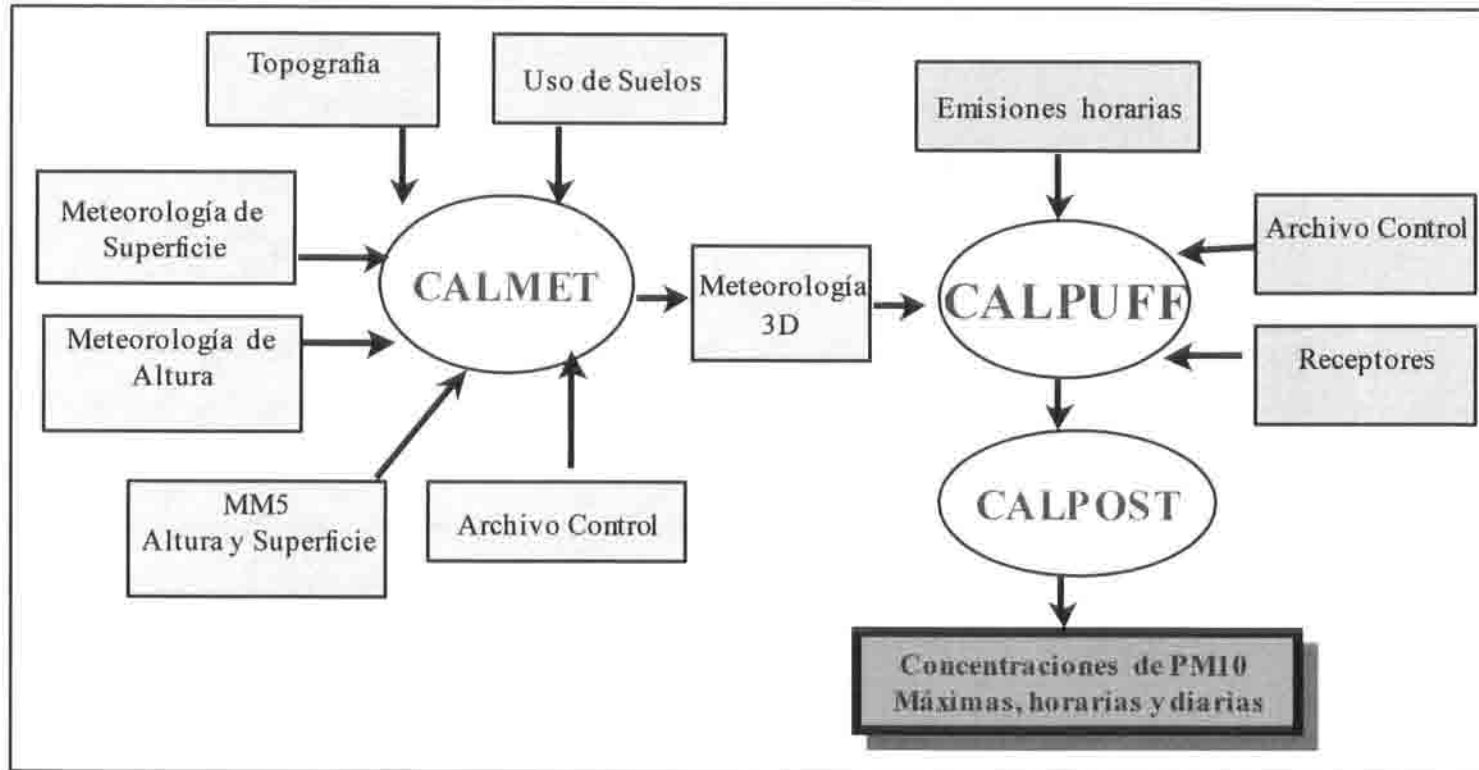 Topografia
Uso de Suelos
Emisiones horarias
Meteorología de
Superficie
Archivo Control
CALMET
Meteorología
3D
CALPUFF
Meteorología de
Altura
Receptores
MM5
Altura y Superficie
Archivo Control
CALPOST
Concentraciones de PM10
Máximas, horarias y diarias